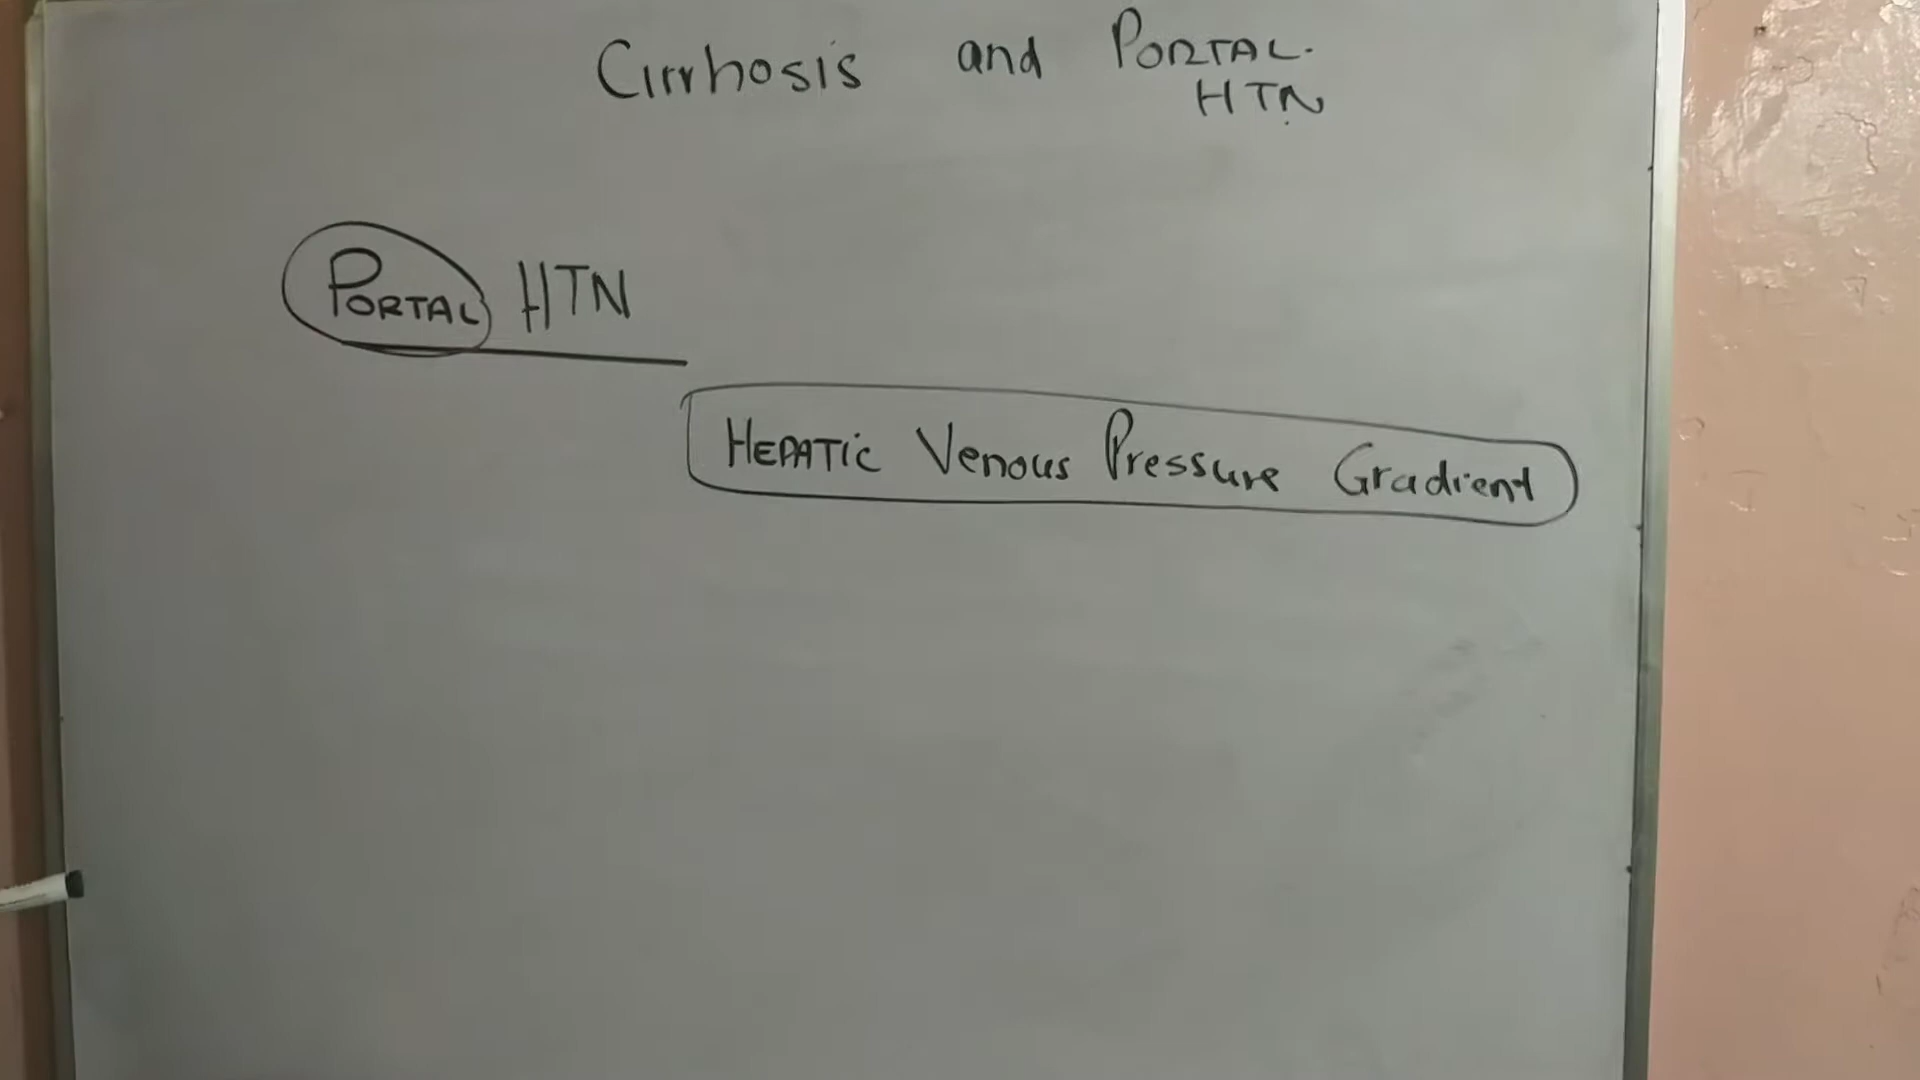 Cirrhosis and PORTAL.
HTN
PORTAL HTN
HEPATIC Venous Pressure Gradient